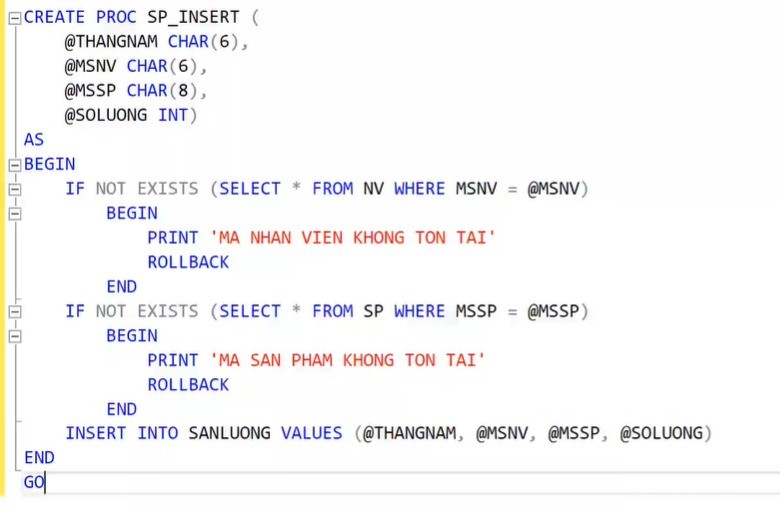 CREATE PROC SP_INSERT (
@THANGNAM CHAR(6),
@MSNV CHAR(6),
@MSSP CHAR(8),
@SOLUONG INT)
AS
BEGIN
IF NOT EXISTS (SELECT * FROM NV WHERE MSNV = @MSNV)
BEGIN
PRINT 'MA NHAN VIEN KHONG TON TAI'
ROLLBACK
END
IF NOT EXISTS (SELECT * FROM SP WHERE MSSP = @MSSP)
BEGIN
PRINT 'MA SAN PHAM KHONG TON TAI'
ROLLBACK
END
INSERT INTO SANLUONG VALUES (@THANGNAM, @MSNV, @MSSP, @SOLUONG)
END
GO